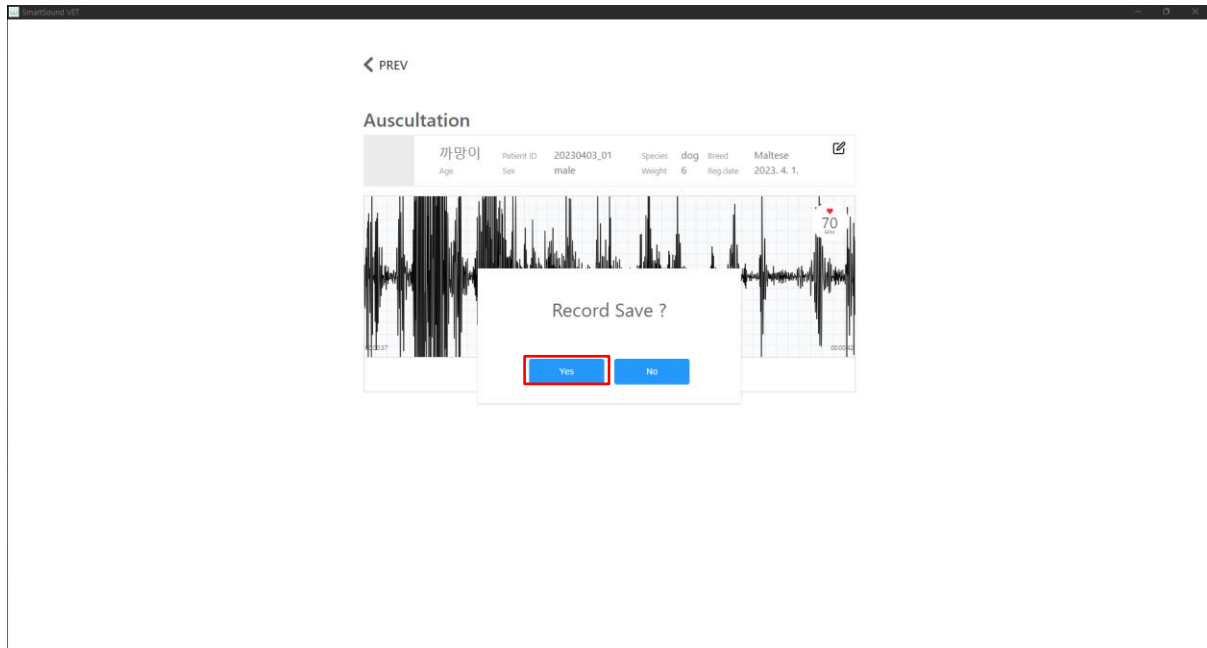 SmartSound VET
PREV
Auscultation
까망이 Patient ID 20230403_01 Species dog Breed Maltese
Age Sex male Weight 6 Reg.date 2023. 4. 1.
70
BPM
Record Save ?
Yes No